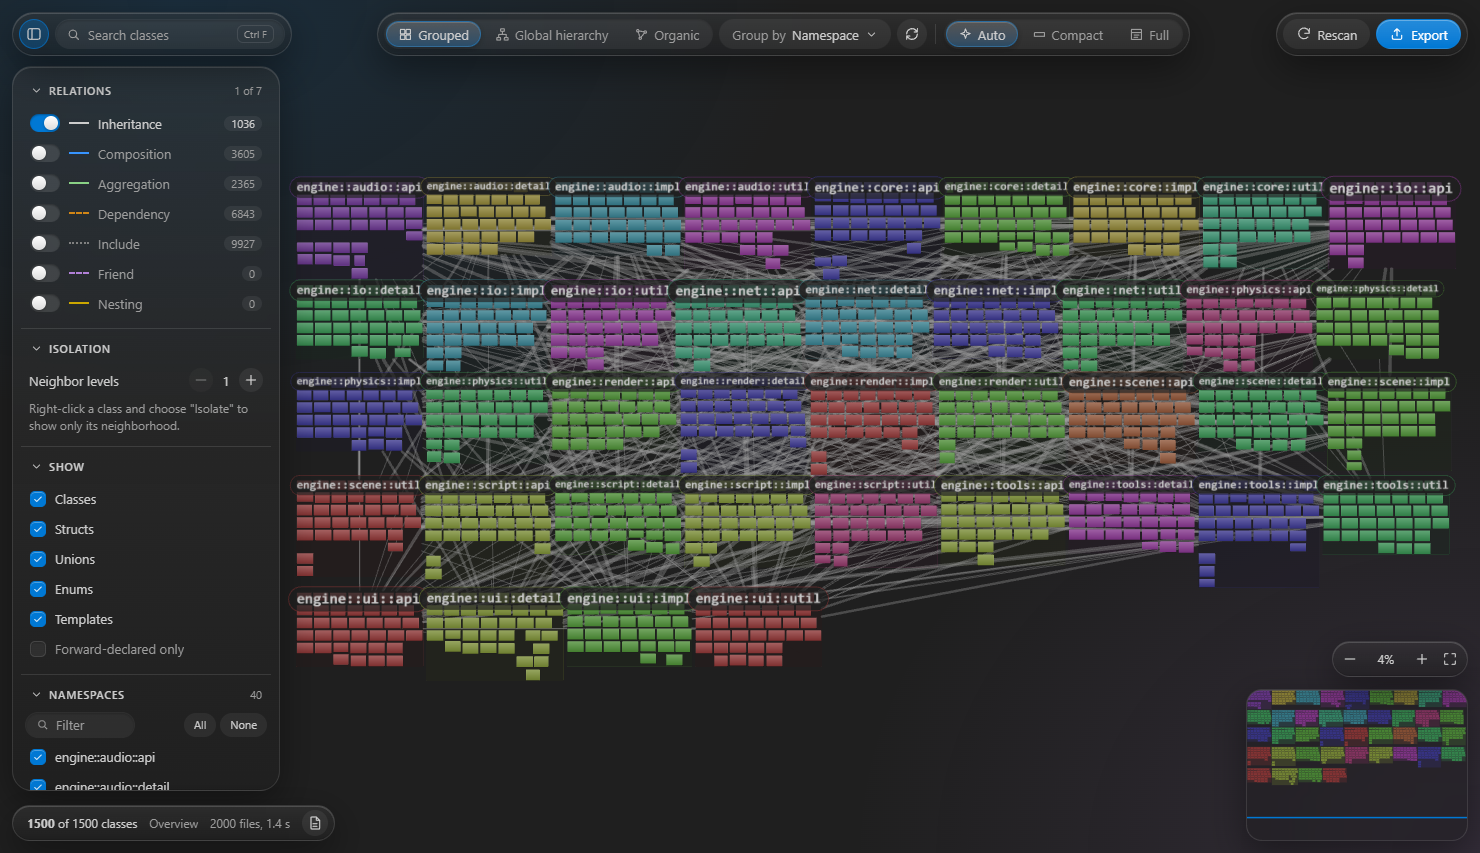 Search classes
Ctrl F
Grouped
Global hierarchy
Organic
Group by Namespace
Auto
Compact
Full
Rescan
Export
RELATIONS
1 of 7
Inheritance
1036
Composition
3605
Aggregation
2365
Dependency
6843
Include
9927
Friend
0
Nesting
0
ISOLATION
Neighbor levels
1
Right-click a class and choose "Isolate" to
show only its neighborhood.
SHOW
Classes
Structs
Unions
Enums
Templates
Forward-declared only
NAMESPACES
40
Filter
All
None
engine::audio::api
engine::audio::detail
1500 of 1500 classes
Overview
2000 files, 1.4 s
engine::audio::api
engine::audio::detail
engine::audio::impl
engine::audio::util
engine::core::api
engine::core::detail
engine::core::impl
engine::core::util
engine::io::api
engine::io::detail
engine::io::impl
engine::io::util
engine::net::api
engine::net::detail
engine::net::impl
engine::net::util
engine::physics::api
engine::physics::detail
engine::physics::impl
engine::physics::util
engine::render::api
engine::render::detail
engine::render::impl
engine::render::util
engine::scene::api
engine::scene::detail
engine::scene::impl
engine::scene::util
engine::script::api
engine::script::detail
engine::script::impl
engine::script::util
engine::tools::api
engine::tools::detail
engine::tools::impl
engine::tools::util
engine::ui::api
engine::ui::detail
engine::ui::impl
engine::ui::util
4%